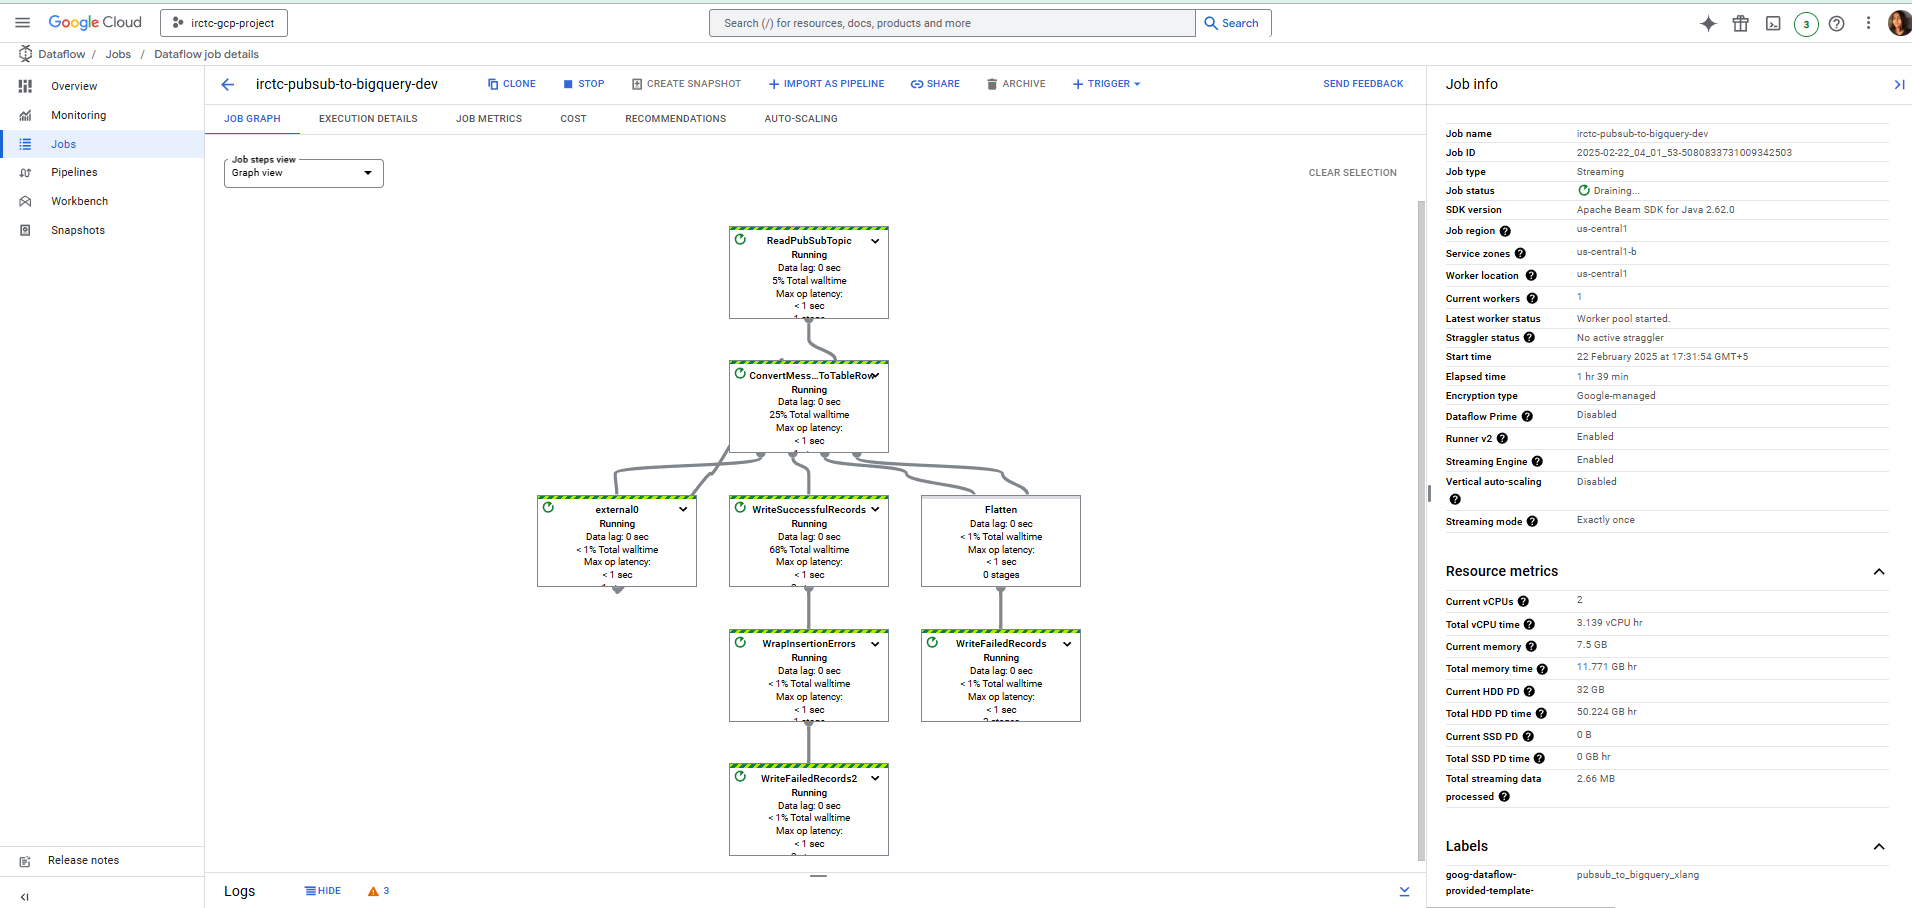 Google Cloud
irctc-gcp-project
Search (/) for resources, docs, products and more
Search
3
Dataflow / Jobs / Dataflow job details
Overview
Monitoring
Jobs
Pipelines
Workbench
Snapshots
Release notes
irctc-pubsub-to-bigquery-dev
CLONE
STOP
CREATE SNAPSHOT
IMPORT AS PIPELINE
SHARE
ARCHIVE
TRIGGER
SEND FEEDBACK
JOB GRAPH
EXECUTION DETAILS
JOB METRICS
COST
RECOMMENDATIONS
AUTO-SCALING
Job steps view
Graph view
CLEAR SELECTION
ReadPubSubTopic
Running
Data lag: 0 sec
5% Total walltime
Max op latency:
< 1 sec
1 stage
ConvertMess...ToTableRow
Running
Data lag: 0 sec
25% Total walltime
Max op latency:
< 1 sec
external0
Running
Data lag: 0 sec
< 1% Total walltime
Max op latency:
< 1 sec
WriteSuccessfulRecords
Running
Data lag: 0 sec
68% Total walltime
Max op latency:
< 1 sec
Flatten
Data lag: 0 sec
< 1% Total walltime
Max op latency:
< 1 sec
0 stages
WrapInsertionErrors
Running
Data lag: 0 sec
< 1% Total walltime
Max op latency:
< 1 sec
1 stage
WriteFailedRecords
Running
Data lag: 0 sec
< 1% Total walltime
Max op latency:
< 1 sec
WriteFailedRecords2
Running
Data lag: 0 sec
< 1% Total walltime
Max op latency:
< 1 sec
Logs
HIDE
3
Job info
Job name irctc-pubsub-to-bigquery-dev
Job ID 2025-02-22_04_01_53-5080833731009342503
Job type Streaming
Job status Draining...
SDK version Apache Beam SDK for Java 2.62.0
Job region us-central1
Service zones us-central1-b
Worker location us-central1
Current workers 1
Latest worker status Worker pool started.
Straggler status No active straggler
Start time 22 February 2025 at 17:31:54 GMT+5
Elapsed time 1 hr 39 min
Encryption type Google-managed
Dataflow Prime Disabled
Runner v2 Enabled
Streaming Engine Enabled
Vertical auto-scaling Disabled
Streaming mode Exactly once
Resource metrics
Current vCPUs 2
Total vCPU time 3.139 vCPU hr
Current memory 7.5 GB
Total memory time 11.771 GB hr
Current HDD PD 32 GB
Total HDD PD time 50.224 GB hr
Current SSD PD 0 B
Total SSD PD time 0 GB hr
Total streaming data 2.66 MB
processed
Labels
goog-dataflow- pubsub_to_bigquery_xlang
provided-template-